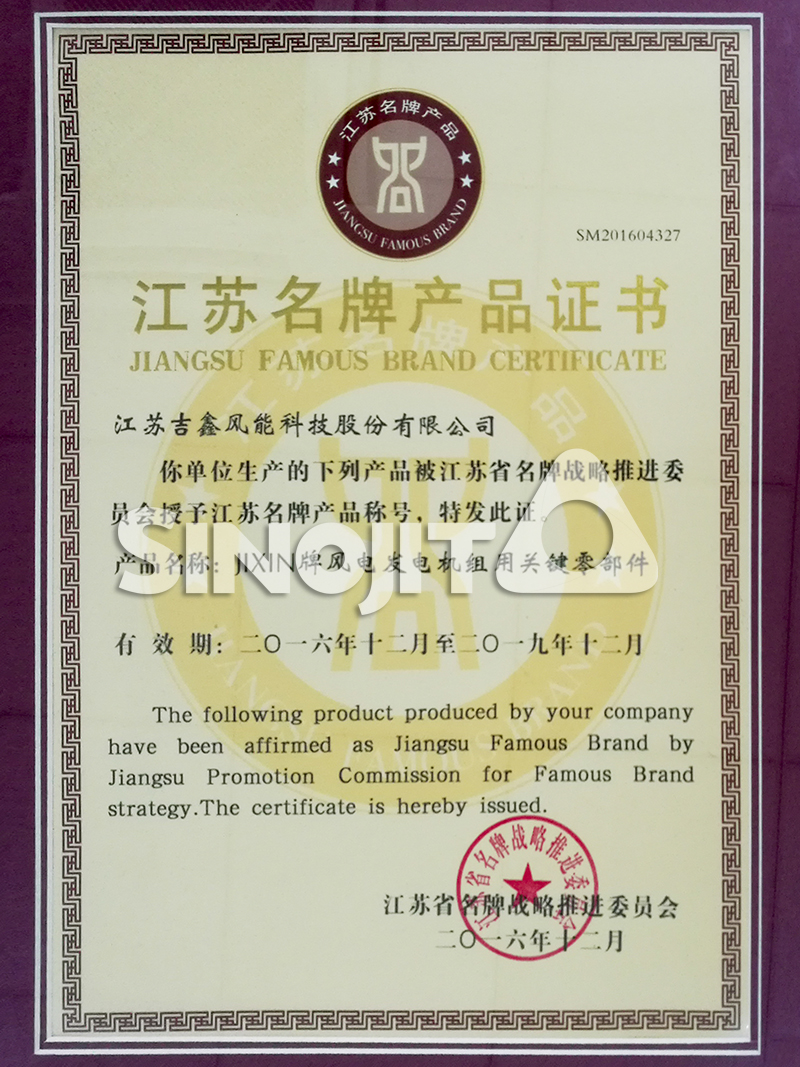 江苏名牌产品
JIANGSU FAMOUS BRAND
SM201604327
江苏名牌产品证书
JIANGSU FAMOUS BRAND CERTIFICATE
江苏吉鑫风能科技股份有限公司
你单位生产的下列产品被江苏省名牌战略推进委
员会授予江苏名牌产品称号，特发此证。
产品名称：JIXIN牌风电发电机组用关键零部件
SINOJIT
有 效 期：二〇一六年十二月至二〇一九年十二月
The following product produced by your company
have been affirmed as Jiangsu Famous Brand by
Jiangsu Promotion Commission for Famous Brand
strategy.The certificate is hereby issued.
江苏省名牌战略推进委员会
江苏省名牌战略推进委员会
二〇一六年十二月